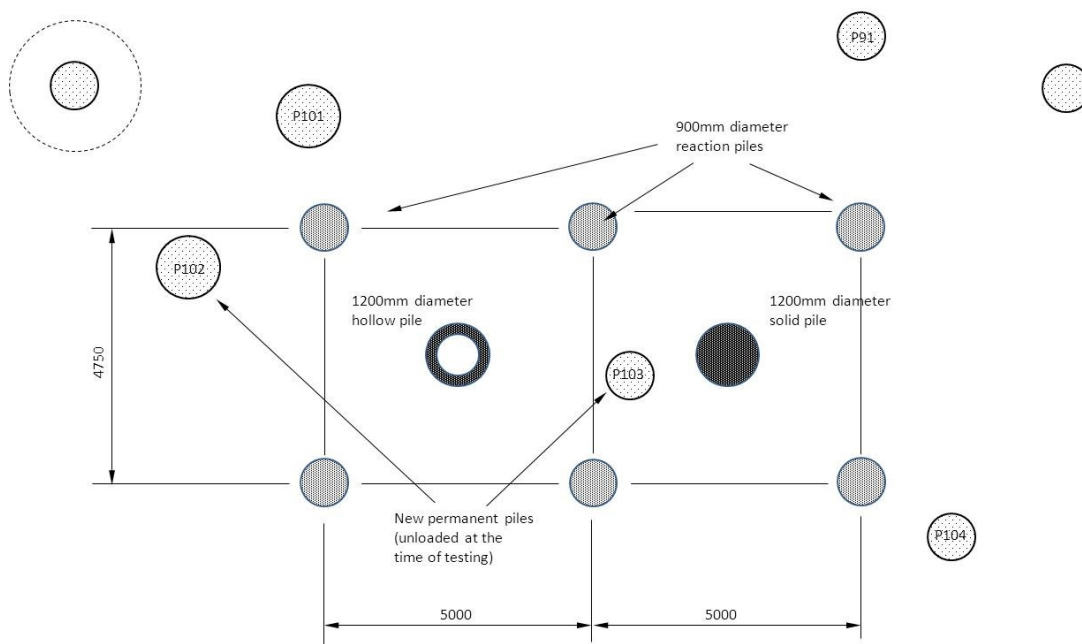 P91
P101
900mm diameter
reaction piles
P102
1200mm diameter
hollow pile
1200mm diameter
solid pile
4750
P103
New permanent piles
(unloaded at the
time of testing)
P104
5000
5000